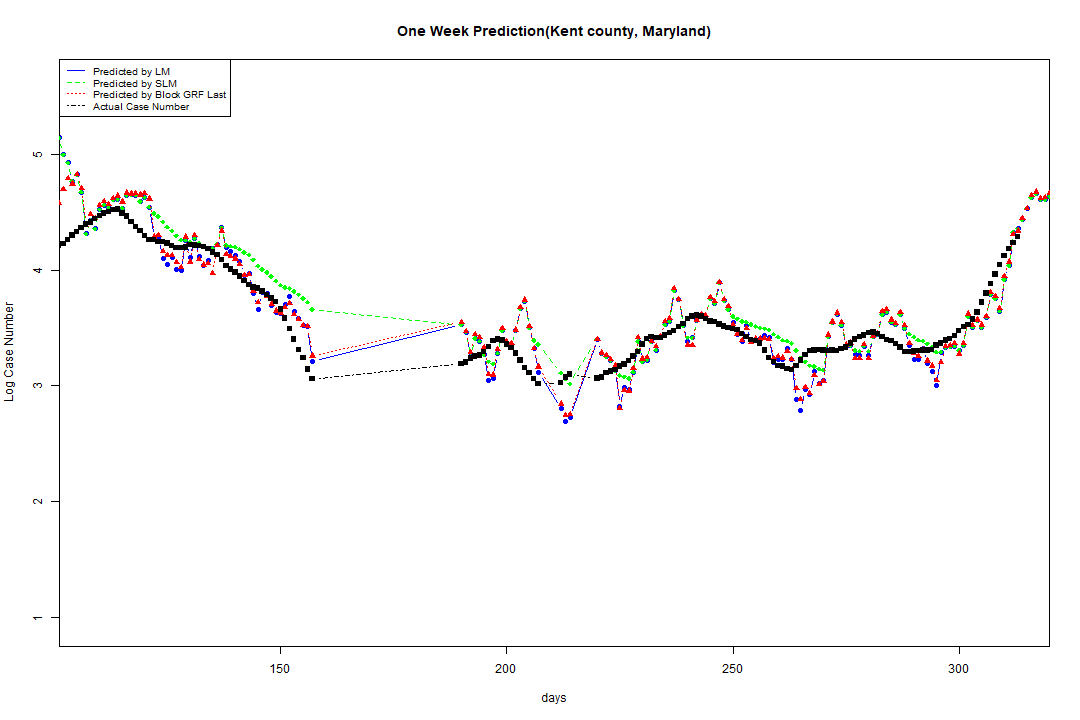 One Week Prediction(Kent county, Maryland)
Predicted by LM
Predicted by SLM
Predicted by Block GRF Last
Actual Case Number
Log Case Number
5
4
3
2
1
150
200
250
300
days